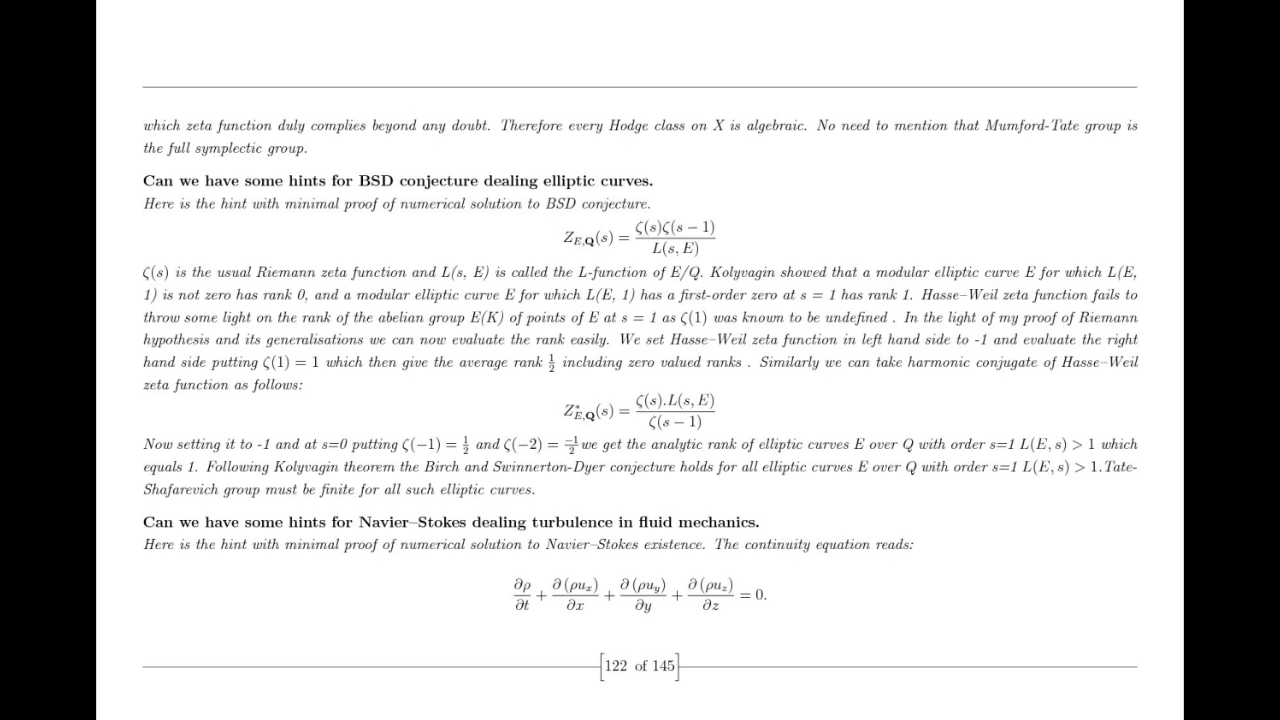 which zeta function duly complies beyond any doubt. Therefore every Hodge class on X is algebraic. No need to mention that Mumford-Tate group is
the full symplectic group.
Can we have some hints for BSD conjecture dealing elliptic curves.
Here is the hint with minimal proof of numerical solution to BSD conjecture.
Z_{E,Q}(s) = \frac{ζ(s)ζ(s − 1)}{L(s, E)}
ζ(s) is the usual Riemann zeta function and L(s, E) is called the L-function of E/Q. Kolyvagin showed that a modular elliptic curve E for which L(E,
1) is not zero has rank 0, and a modular elliptic curve E for which L(E, 1) has a first-order zero at s = 1 has rank 1. Hasse–Weil zeta function fails to
throw some light on the rank of the abelian group E(K) of points of E at s = 1 as ζ(1) was known to be undefined . In the light of my proof of Riemann
hypothesis and its generalisations we can now evaluate the rank easily. We set Hasse–Weil zeta function in left hand side to -1 and evaluate the right
hand side putting ζ(1) = 1 which then give the average rank \frac{1}{2} including zero valued ranks . Similarly we can take harmonic conjugate of Hasse–Weil
zeta function as follows:
Z^*_{E,Q}(s) = \frac{ζ(s).L(s, E)}{ζ(s − 1)}
Now setting it to -1 and at s=0 putting ζ(−1) = \frac{1}{2} and ζ(−2) = \frac{−1}{2} we get the analytic rank of elliptic curves E over Q with order s=1 L(E, s) > 1 which
equals 1. Following Kolyvagin theorem the Birch and Swinnerton-Dyer conjecture holds for all elliptic curves E over Q with order s=1 L(E, s) > 1.Tate-
Shafarevich group must be finite for all such elliptic curves.
Can we have some hints for Navier–Stokes dealing turbulence in fluid mechanics.
Here is the hint with minimal proof of numerical solution to Navier–Stokes existence. The continuity equation reads:
\frac{∂ρ}{∂t} + \frac{∂ (ρu_x)}{∂x} + \frac{∂ (ρu_y)}{∂y} + \frac{∂ (ρu_z)}{∂z} = 0.
[122 of 145]